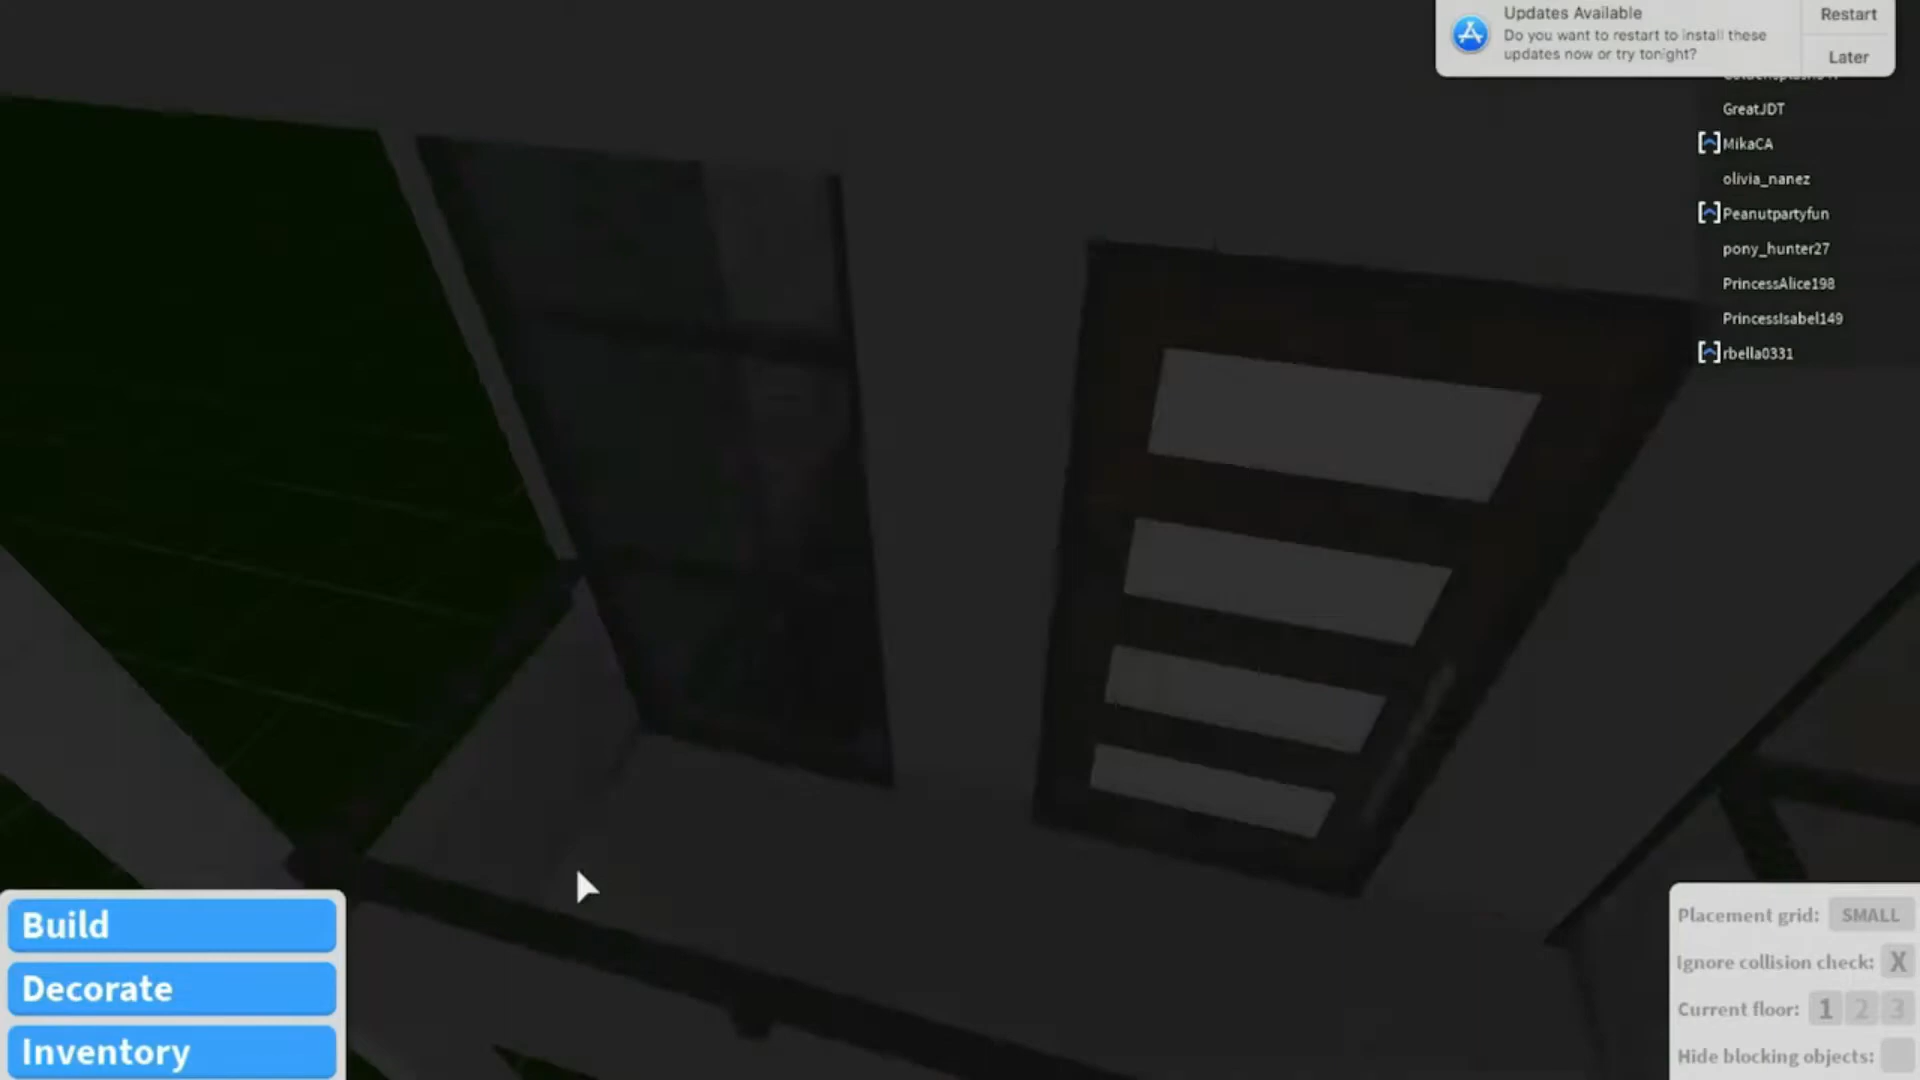 Updates Available
Restart
Do you want to restart to install these
updates now or try tonight?
Later
GreatJDT
MikaCA
olivia_nanez
Peanutpartyfun
pony_hunter27
PrincessAlice198
PrincessIsabel149
rbella0331
Build
Decorate
Inventory
Placement grid: SMALL
Ignore collision check: X
Current floor: 1 2 3
Hide blocking objects: